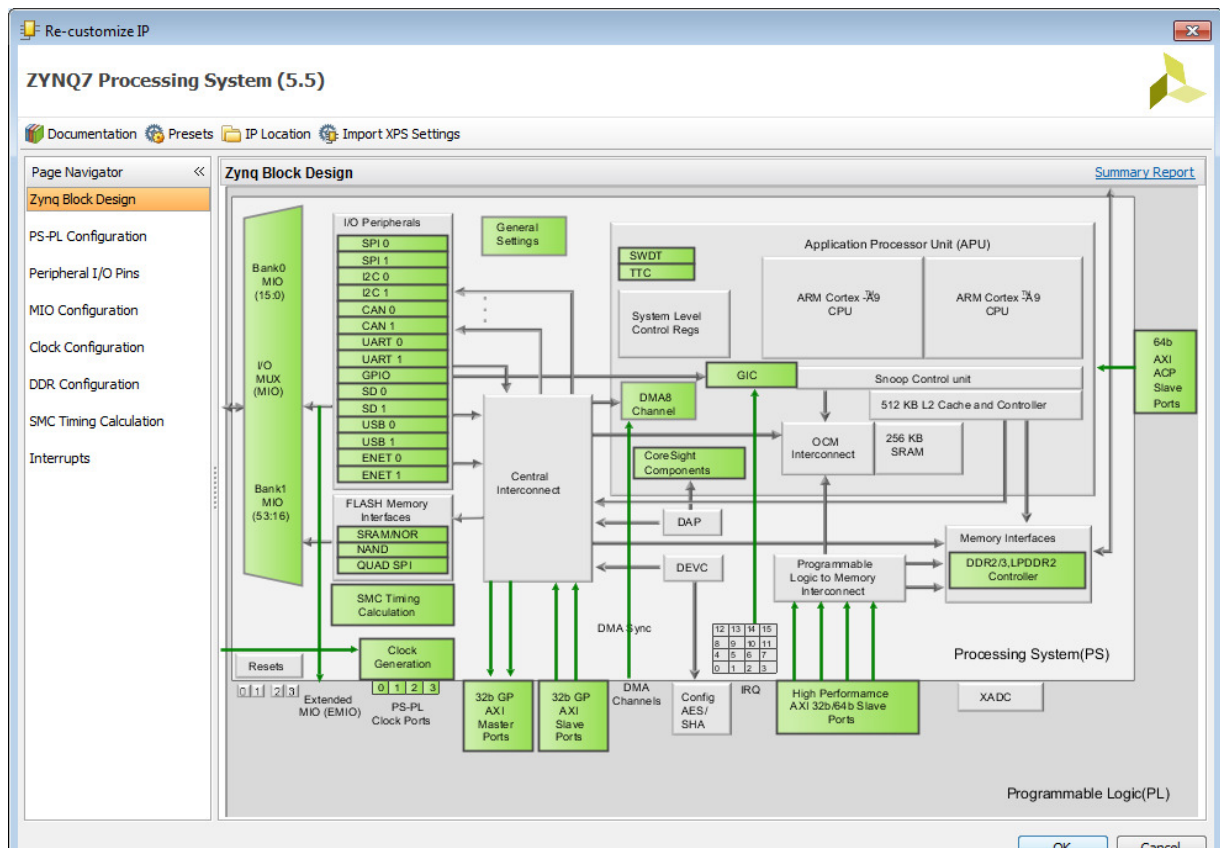 Re-customize IP
ZYNQ7 Processing System (5.5)
Documentation Presets IP Location Import XPS Settings
Page Navigator
Zynq Block Design
PS-PL Configuration
Peripheral I/O Pins
MIO Configuration
Clock Configuration
DDR Configuration
SMC Timing Calculation
Interrupts
Zynq Block Design
Summary Report
Bank0
MIO
(15:0)
I/O
MUX
(MIO)
Bank1
MIO
(53:16)
I/O Peripherals
SPI 0
SPI 1
I2C 0
I2C 1
CAN 0
CAN 1
UART 0
UART 1
GPIO
SD 0
SD 1
USB 0
USB 1
ENET 0
ENET 1
FLASH Memory
Interfaces
SRAM/NOR
NAND
QUAD SPI
SMC Timing
Calculation
Clock
Generation
Resets
0 1 2 3
Extended
MIO (EMIO)
0 1 2 3
PS-PL
Clock Ports
General
Settings
Central
Interconnect
32b GP
AXI
Master
Ports
32b GP
AXI
Slave
Ports
Application Processor Unit (APU)
SWDT
TTC
System Level
Control Regs
ARM Cortex -A9
CPU
ARM Cortex -A9
CPU
GIC
Snoop Control unit
512 KB L2 Cache and Controller
DMA8
Channel
CoreSight
Components
OCM
Interconnect
256 KB
SRAM
DAP
DEVC
Programmable
Logic to Memory
Interconnect
Memory Interfaces
DDR2/3,LPDDR2
Controller
64b
AXI
ACP
Slave
Ports
DMA Sync
12 13 14 15
8 9 10 11
4 5 6 7
0 1 2 3
Processing System(PS)
DMA
Channels
Config
AES/
SHA
IRQ
High Performamce
AXI 32b/64b Slave
Ports
XADC
Programmable Logic(PL)
OK
Cancel